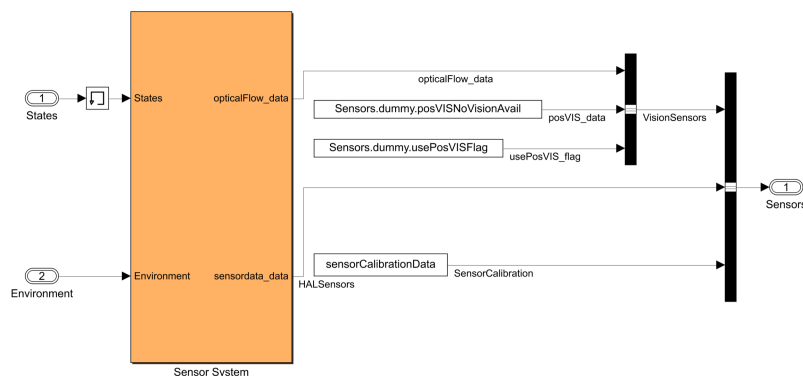 opticalFlow_data
1
States
States
opticalFlow_data
Sensors.dummy.posVISNoVisionAvail
posVIS_data
VisionSensors
Sensors.dummy.usePosVISFlag
usePosVIS_flag
1
Sensors
2
Environment
Environment
sensordata_data
HALSensors
sensorCalibrationData
SensorCalibration
Sensor System